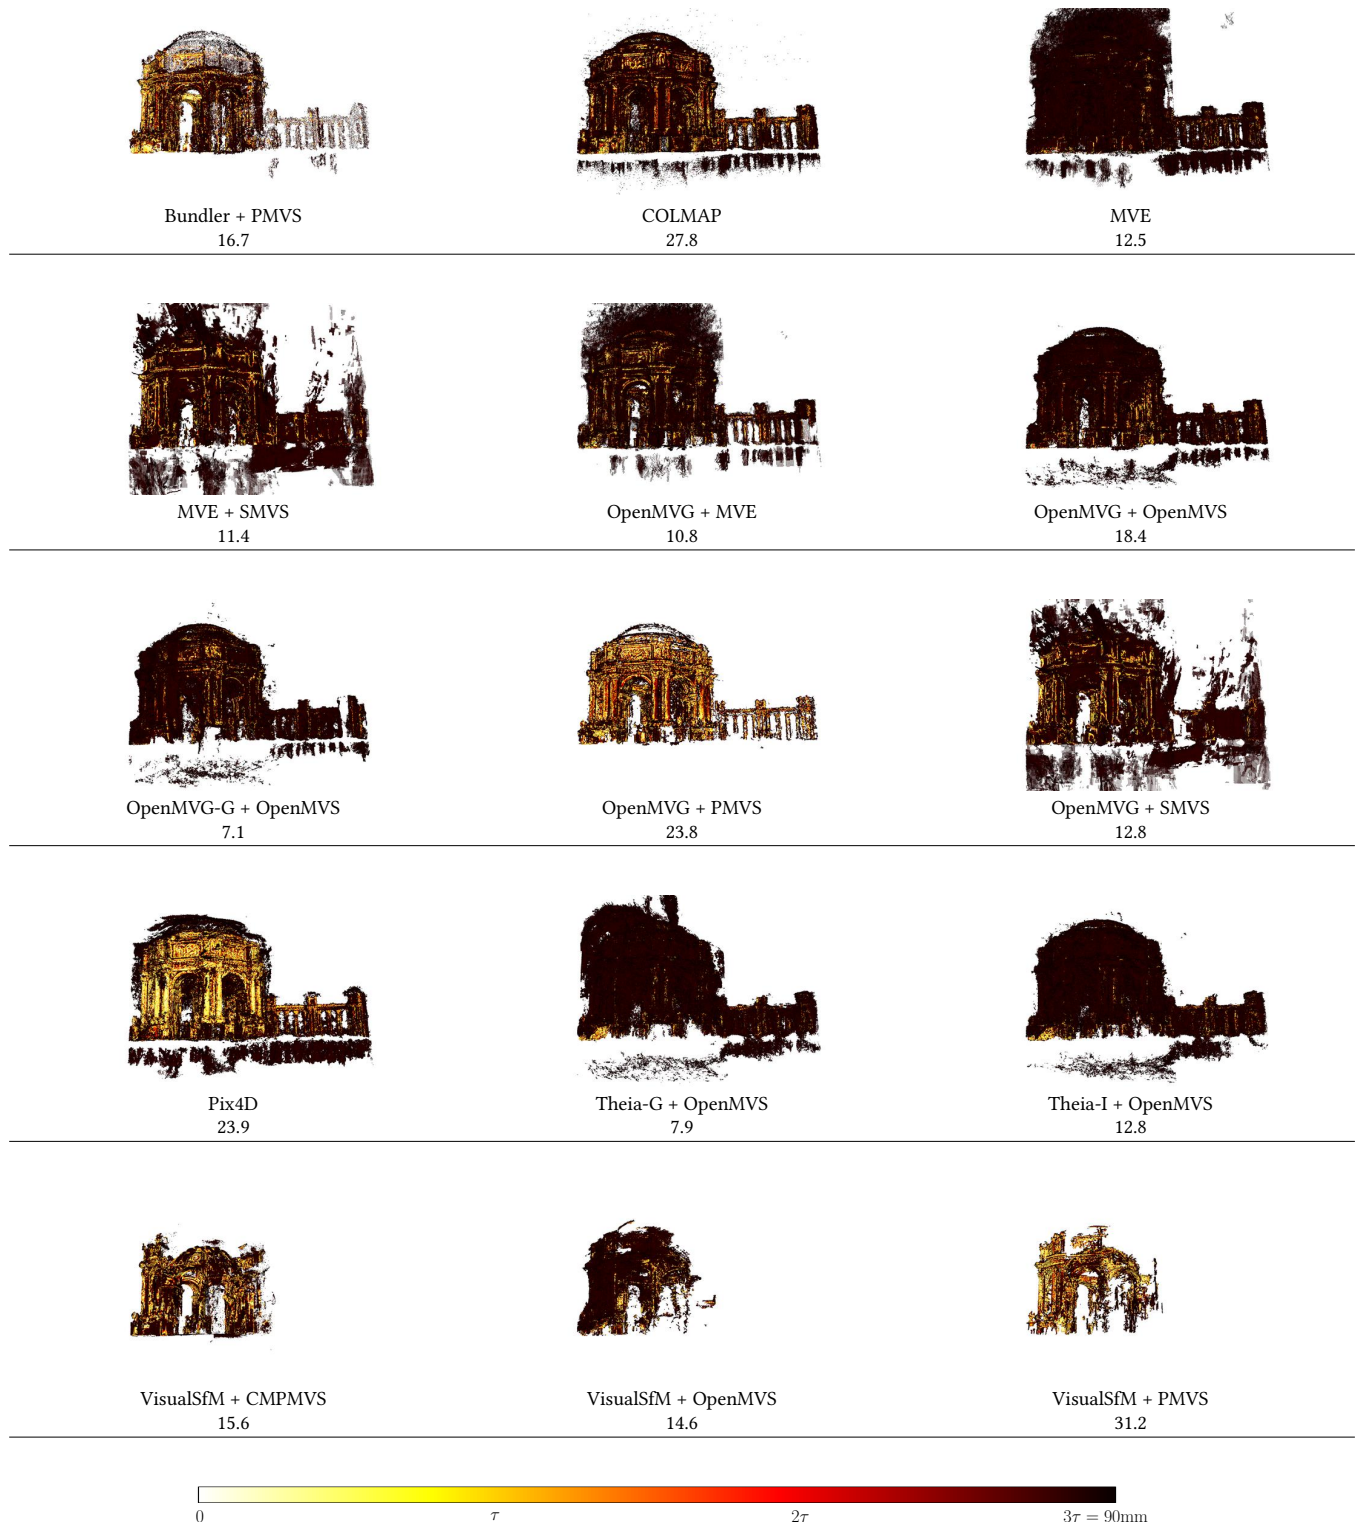 Bundler + PMVS
COLMAP
MVE
16.7
27.8
12.5
MVE + SMVS
OpenMVG + MVE
OpenMVG + OpenMVS
11.4
10.8
18.4
OpenMVG-G + OpenMVS
OpenMVG + PMVS
OpenMVG + SMVS
7.1
23.8
12.8
Pix4D
Theia-G + OpenMVS
Theia-I + OpenMVS
23.9
7.9
12.8
VisualSfM + CMPMVS
VisualSfM + OpenMVS
VisualSfM + PMVS
15.6
14.6
31.2
0
τ
2τ
3τ = 90mm